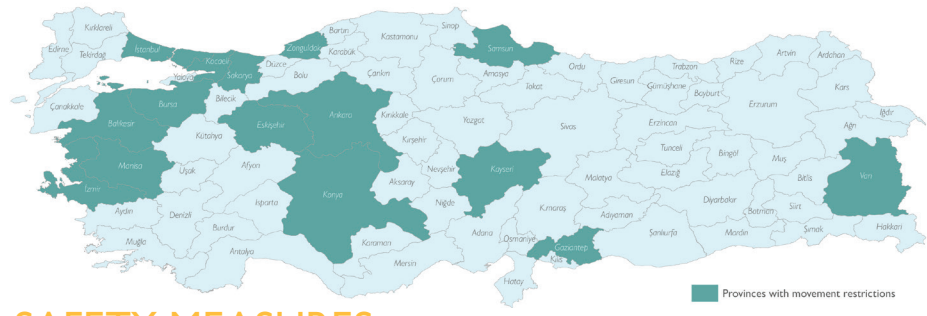 Kırklareli
Edirne
Tekirdağ
İstanbul
Kocaeli
Yalova
Sakarya
Düzce
Zonguldak
Bartın
Karabük
Bolu
Kastamonu
Sinop
Samsun
Çankırı
Çorum
Amasya
Tokat
Ordu
Giresun
Trabzon
Gümüşhane
Bayburt
Rize
Artvin
Ardahan
Kars
Iğdır
Ağrı
Erzurum
Erzincan
Sivas
Yozgat
Kırıkkale
Ankara
Eskişehir
Bilecik
Bursa
Balıkesir
Çanakkale
Kütahya
Manisa
İzmir
Uşak
Afyon
Kırşehir
Nevşehir
Kayseri
Aksaray
Niğde
Konya
Isparta
Denizli
Aydın
Muğla
Burdur
Antalya
Karaman
Mersin
Adana
Osmaniye
Hatay
K.maraş
Malatya
Tunceli
Elazığ
Bingöl
Muş
Bitlis
Van
Siirt
Batman
Diyarbakır
Adıyaman
Gaziantep
Kilis
Şanlıurfa
Mardin
Şırnak
Hakkari
Provinces with movement restrictions
SAFETY MEASURES